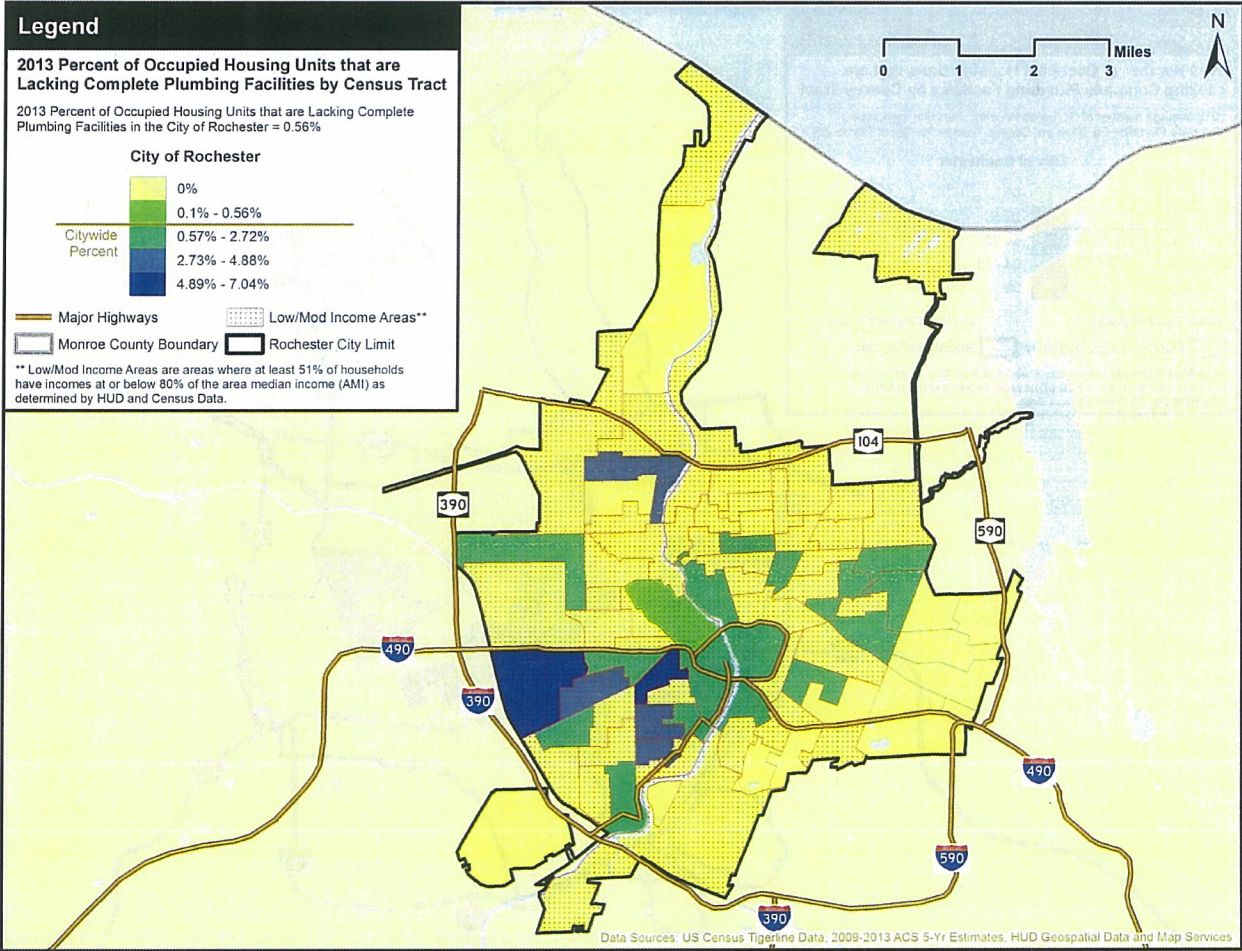 Legend
2013 Percent of Occupied Housing Units that are
Lacking Complete Plumbing Facilities by Census Tract
2013 Percent of Occupied Housing Units that are Lacking Complete
Plumbing Facilities in the City of Rochester = 0.56%
City of Rochester
0%
0.1% - 0.56%
Citywide
Percent
0.57% - 2.72%
2.73% - 4.88%
4.89% - 7.04%
Major Highways
Low/Mod Income Areas**
Monroe County Boundary
Rochester City Limit
** Low/Mod Income Areas are areas where at least 51% of households
have incomes at or below 80% of the area median income (AMI) as
determined by HUD and Census Data.
N
Miles
0 1 2 3
104
390
590
490
390
490
590
390
Data Sources: US Census Tigerline Data, 2009-2013 ACS 5-Yr Estimates, HUD Geospatial Data and Map Services